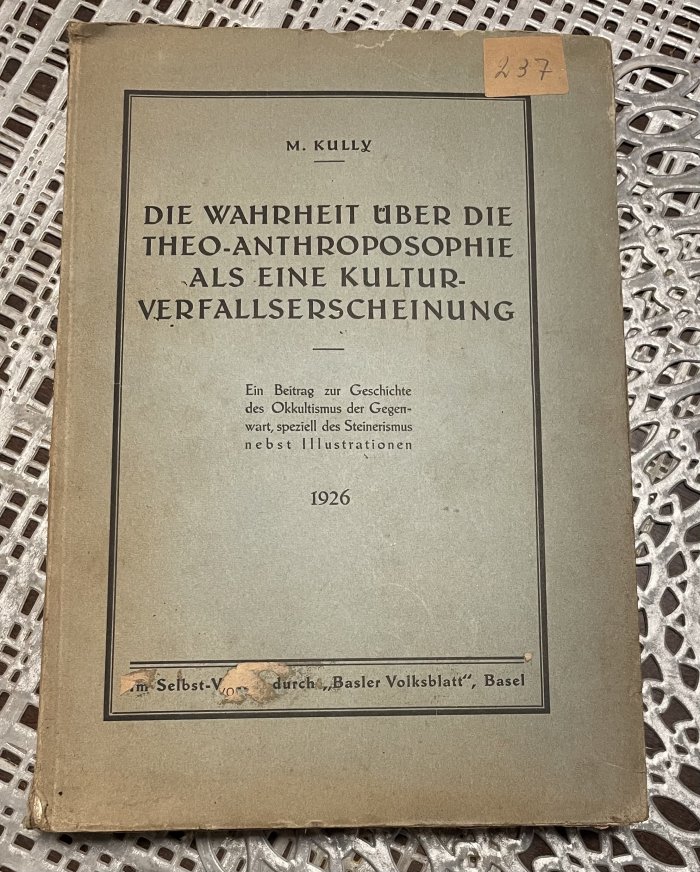 237
M. KULLY
DIE WAHRHEIT ÜBER DIE
THEO-ANTHROPOSOPHIE
ALS EINE KULTUR-
VERFALLSERSCHEINUNG
Ein Beitrag zur Geschichte
des Okkultismus der Gegen-
wart, speziell des Steinerismus
nebst Illustrationen
1926
Selbst- durch „Basler Volksblatt“, Basel